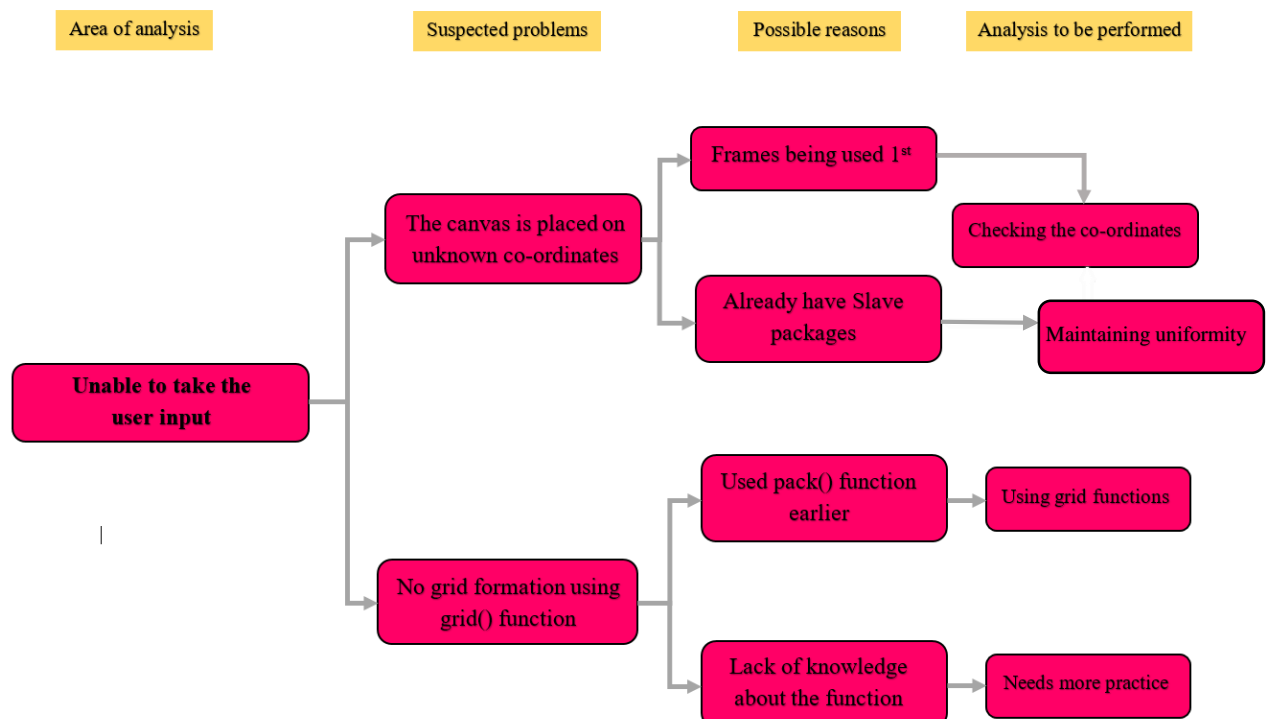 Area of analysis
Suspected problems
Possible reasons
Analysis to be performed
Frames being used 1st
The canvas is placed on
unknown co-ordinates
Checking the co-ordinates
Already have Slave
packages
Maintaining uniformity
Unable to take the
user input
Used pack() function
earlier
Using grid functions
No grid formation using
grid() function
Lack of knowledge
about the function
Needs more practice